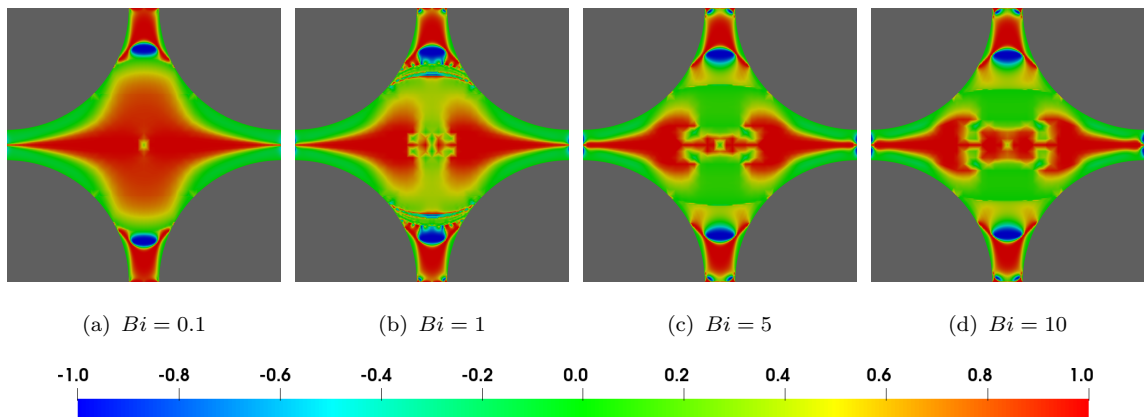 (a) Bi = 0.1 (b) Bi = 1 (c) Bi = 5 (d) Bi = 10
-1.0 -0.8 -0.6 -0.4 -0.2 0.0 0.2 0.4 0.6 0.8 1.0